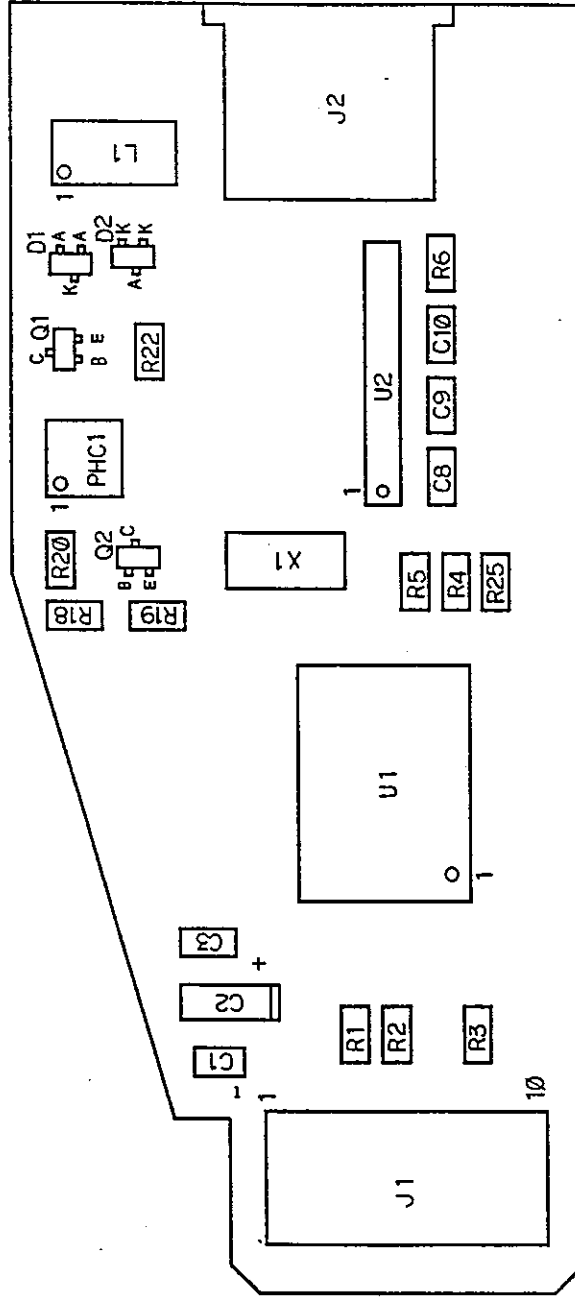 J2
L1
1
D1
A
A
K
D2
K
K
A
Q1
C
E
B
R22
R6
C10
C9
C8
U2
1
PHC1
1
R20
Q2
C
B
E
X1
R18
R19
R5
R4
R25
U1
1
C3
+
C2
C1
1
1
10
R1
R2
R3
J1